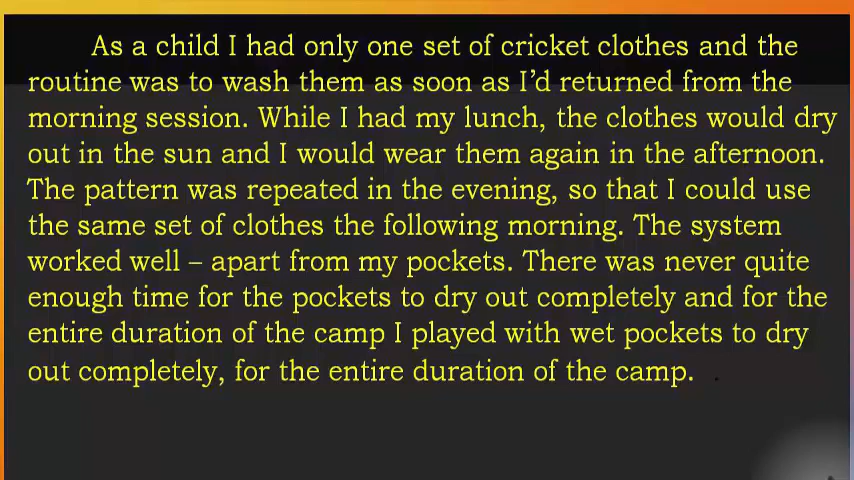 As a child I had only one set of cricket clothes and the
routine was to wash them as soon as I’d returned from the
morning session. While I had my lunch, the clothes would dry
out in the sun and I would wear them again in the afternoon.
The pattern was repeated in the evening, so that I could use
the same set of clothes the following morning. The system
worked well – apart from my pockets. There was never quite
enough time for the pockets to dry out completely and for the
entire duration of the camp I played with wet pockets to dry
out completely, for the entire duration of the camp.